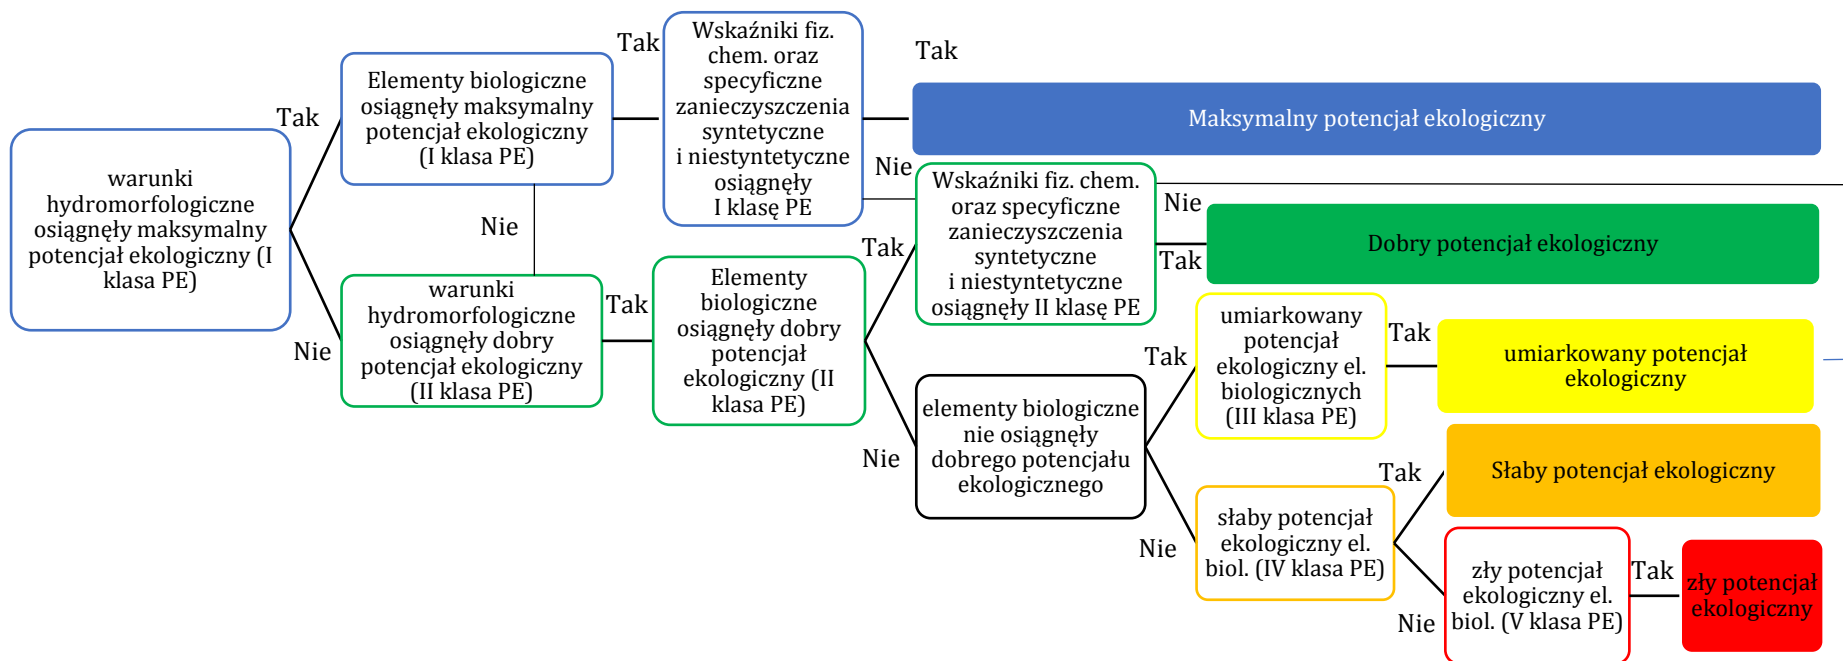 warunki
hydromorfologiczne
osiągnęły maksymalny
potencjał ekologiczny (I
klasa PE)
Tak
Nie
Elementy biologiczne
osiągnęły maksymalny
potencjał ekologiczny
(I klasa PE)
Nie
warunki
hydromorfologiczne
osiągnęły dobry
potencjał ekologiczny
(II klasa PE)
Tak
Tak
Wskaźniki fiz.
chem. oraz
specyficzne
zanieczyszczenia
syntetyczne
i niestyntetyczne
osiągnęły
I klasę PE
Elementy
biologiczne
osiągnęły dobry
potencjał
ekologiczny (II
klasa PE)
Tak
Nie
Maksymalny potencjał ekologiczny
Tak
Nie
Wskaźniki fiz. chem.
oraz specyficzne
zanieczyszczenia
syntetyczne
i niestyntetyczne
osiągnęły II klasę PE
elementy biologiczne
nie osiągnęły
dobrego potencjału
ekologicznego
Nie
Tak
Dobry potencjał ekologiczny
Tak
Nie
umiarkowany
potencjał
ekologiczny el.
biologicznych
(III klasa PE)
Tak
umiarkowany potencjał
ekologiczny
słaby potencjał
ekologiczny el.
biol. (IV klasa PE)
Tak
Nie
Słaby potencjał ekologiczny
zły potencjał
ekologiczny el.
biol. (V klasa PE)
Tak
zły potencjał
ekologiczny